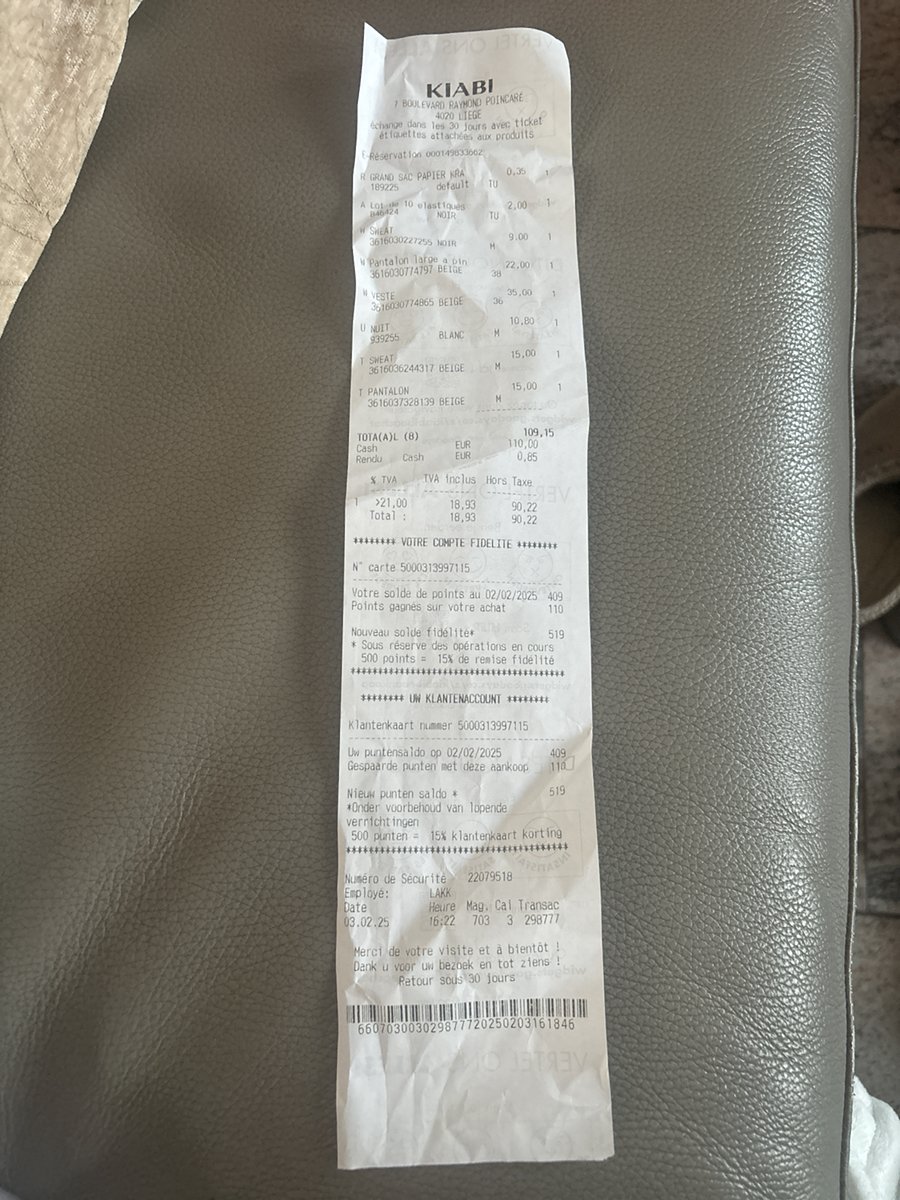 KIABI
7 BOULEVARD RAYMOND POINCARE
4020 LIEGE
échange dans les 30 jours avec ticket
étiquettes attachées aux produits
E-Réservation 000149833662
R GRAND SAC PAPIER KRA 0,35 1
189225 default TU
A Lot de 10 elastiques 2,00 1
846424 NOIR TU
W SWEAT 9.00 1
3616030227255 NOIR M
W Pantalon large a pin 22,00 1
3616030774797 BEIGE 38
W VESTE 35,00 1
3616030774865 BEIGE 36
U NUIT 10,80 1
939255 BLANC M
T SWEAT 15,00 1
3616036244317 BEIGE M
T PANTALON 15,00 1
3616037328139 BEIGE M
TOTA(A)L (8) 109,15
Cash EUR 110,00
Rendu Cash EUR 0,85
% TVA TVA inclus Hors Taxe
1 >21,00 18,93 90,22
Total : 18,93 90,22
******** VOTRE COMPTE FIDELITE ********
N° carte 5000313997115
Votre solde de points au 02/02/2025 409
Points gagnés sur votre achat 110
Nouveau solde fidélité* 519
* Sous réserve des opérations en cours
500 points = 15% de remise fidélité
******** UW KLANTENACCOUNT ********
Klantenkaart nummer 5000313997115
Uw puntensaldo op 02/02/2025 409
Gespaarde punten met deze aankoop 110
Nieuw punten saldo * 519
*Onder voorbehoud van lopende
verrichtingen
500 punten = 15% klantenkaart korting
Numéro de Sécurité 22079518
Employé: LAKK
Date Heure Mag. Cai Transac
03.02.25 16:22 703 3 298777
Merci de votre visite et à bientôt !
Dank u voor uw bezoek en tot ziens !
Retour sous 30 jours
660703003029877720250203161846